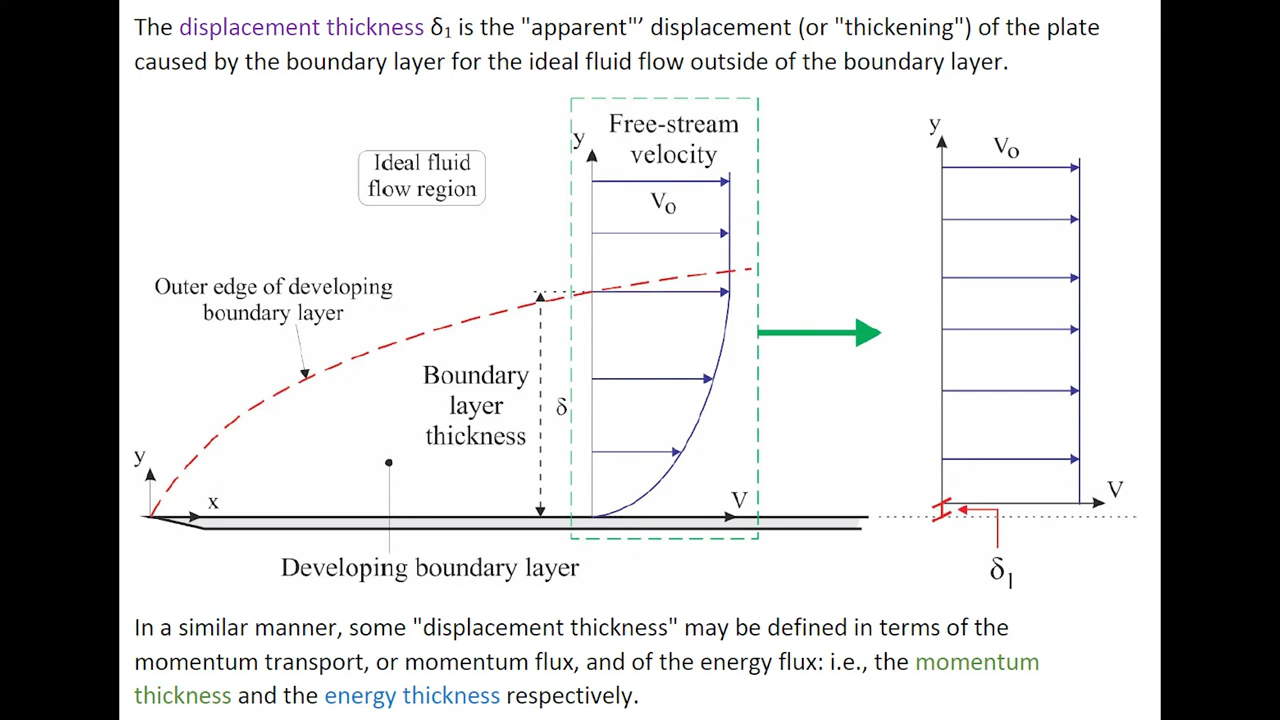 The displacement thickness δ₁ is the "apparent"’ displacement (or "thickening") of the plate
caused by the boundary layer for the ideal fluid flow outside of the boundary layer.
Ideal fluid
flow region
y
Free-stream
velocity
V₀
y
V₀
Outer edge of developing
boundary layer
Boundary
layer
thickness
δ
y
x
V
V
Developing boundary layer
δ₁
In a similar manner, some "displacement thickness" may be defined in terms of the
momentum transport, or momentum flux, and of the energy flux: i.e., the momentum
thickness and the energy thickness respectively.